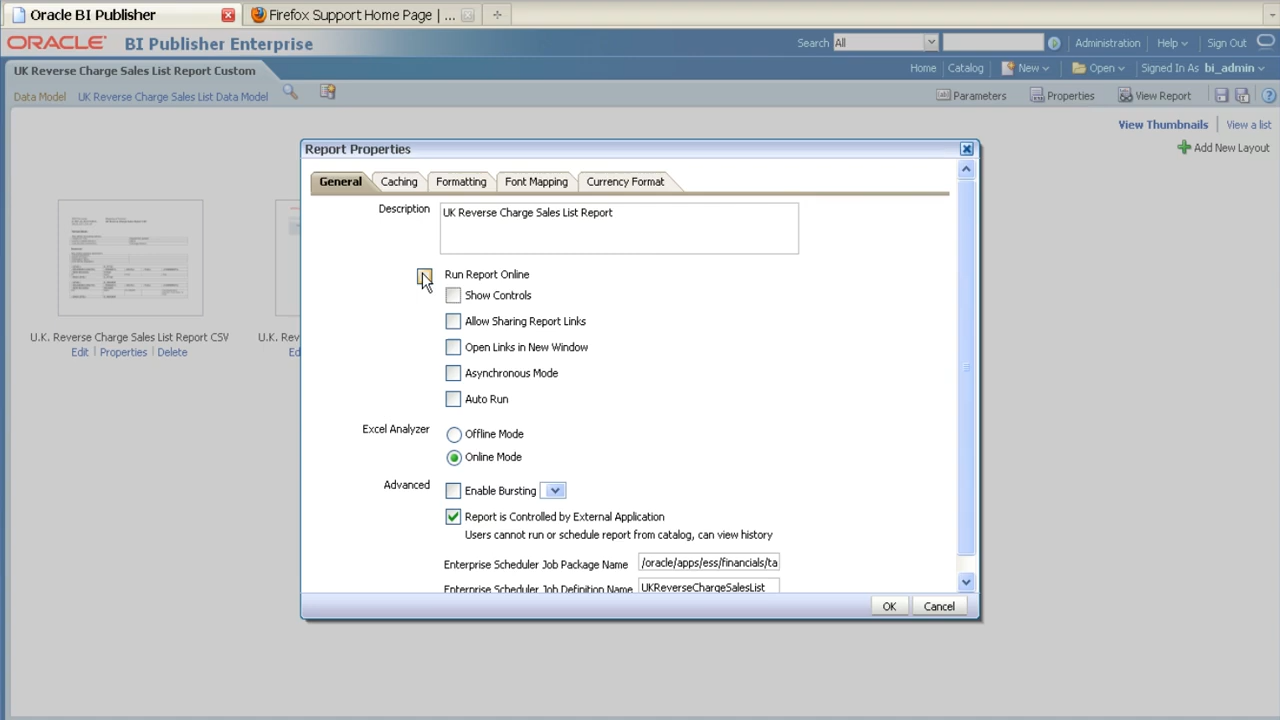 Oracle BI Publisher
Firefox Support Home Page | ...
ORACLE BI Publisher Enterprise
Search All
Administration
Help
Sign Out
UK Reverse Charge Sales List Report Custom
Home
Catalog
New
Open
Signed In As bi_admin
Data Model UK Reverse Charge Sales List Data Model
Parameters
Properties
View Report
View Thumbnails | View a list
Add New Layout
Report Properties
General
Caching
Formatting
Font Mapping
Currency Format
Description
UK Reverse Charge Sales List Report
Run Report Online
Show Controls
Allow Sharing Report Links
Open Links in New Window
Asynchronous Mode
Auto Run
Excel Analyzer
Offline Mode
Online Mode
Advanced
Enable Bursting
Report is Controlled by External Application
Users cannot run or schedule report from catalog, can view history
Enterprise Scheduler Job Package Name /oracle/apps/ess/financials/ta
Enterprise Scheduler Job Definition Name UKReverseChargeSalesList
OK
Cancel
U.K. Reverse Charge Sales List Report CSV
Edit | Properties | Delete
U.K. Rev
Ed